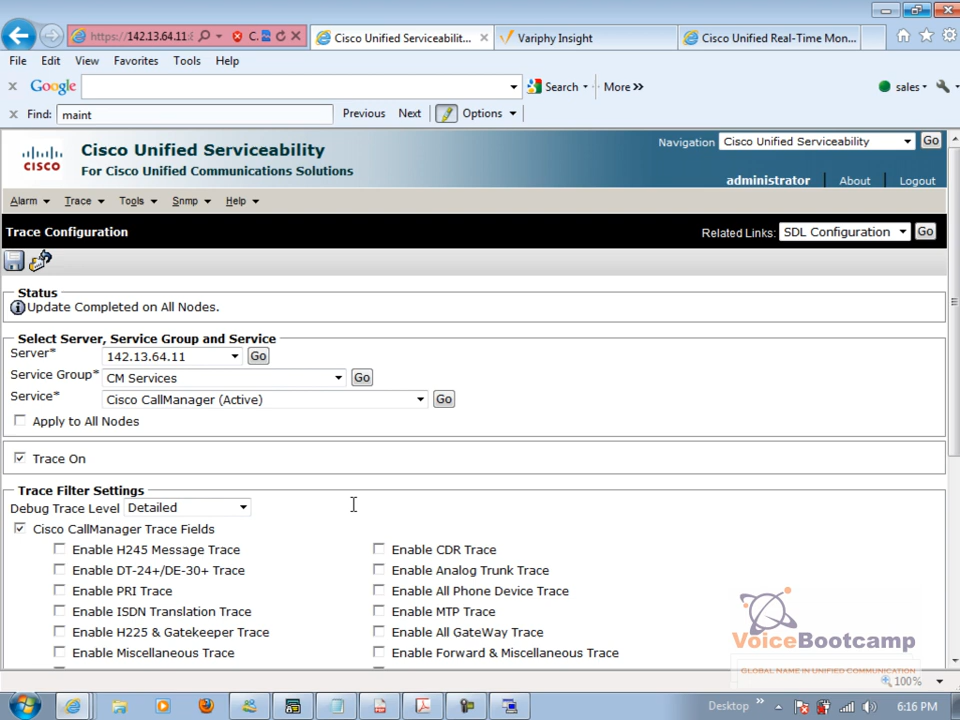 https://142.13.64.11: C.
Cisco Unified Serviceabilit...
Variphy Insight
Cisco Unified Real-Time Mon...
File Edit View Favorites Tools Help
x Google Search More »
sales
x Find: maint Previous Next Options
CISCO
Cisco Unified Serviceability
For Cisco Unified Communications Solutions
Navigation Cisco Unified Serviceability Go
administrator About Logout
Alarm Trace Tools Snmp Help
Trace Configuration
Related Links: SDL Configuration Go
Status
Update Completed on All Nodes.
Select Server, Service Group and Service
Server* 142.13.64.11 Go
Service Group* CM Services Go
Service* Cisco CallManager (Active) Go
Apply to All Nodes
Trace On
Trace Filter Settings
Debug Trace Level Detailed
Cisco CallManager Trace Fields
Enable H245 Message Trace Enable CDR Trace
Enable DT-24+/DE-30+ Trace Enable Analog Trunk Trace
Enable PRI Trace Enable All Phone Device Trace
Enable ISDN Translation Trace Enable MTP Trace
Enable H225 & Gatekeeper Trace Enable All GateWay Trace
Enable Miscellaneous Trace Enable Forward & Miscellaneous Trace
VoiceBootcamp
GLOBAL NAME IN UNIFIED COMMUNICATION
100%
Desktop » 6:16 PM